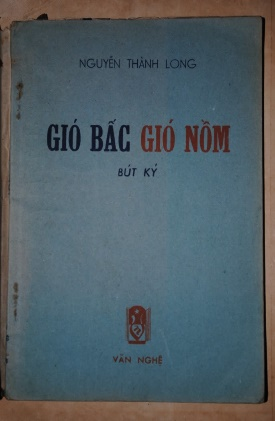 NGUYỄN THÀNH LONG
GIÓ BẤC GIÓ NỒM
BÚT KÝ
VĂN NGHỆ